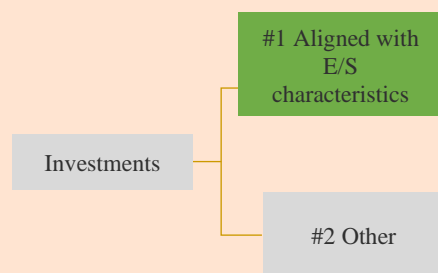 #1 Aligned with
E/S
characteristics
Investments
#2 Other